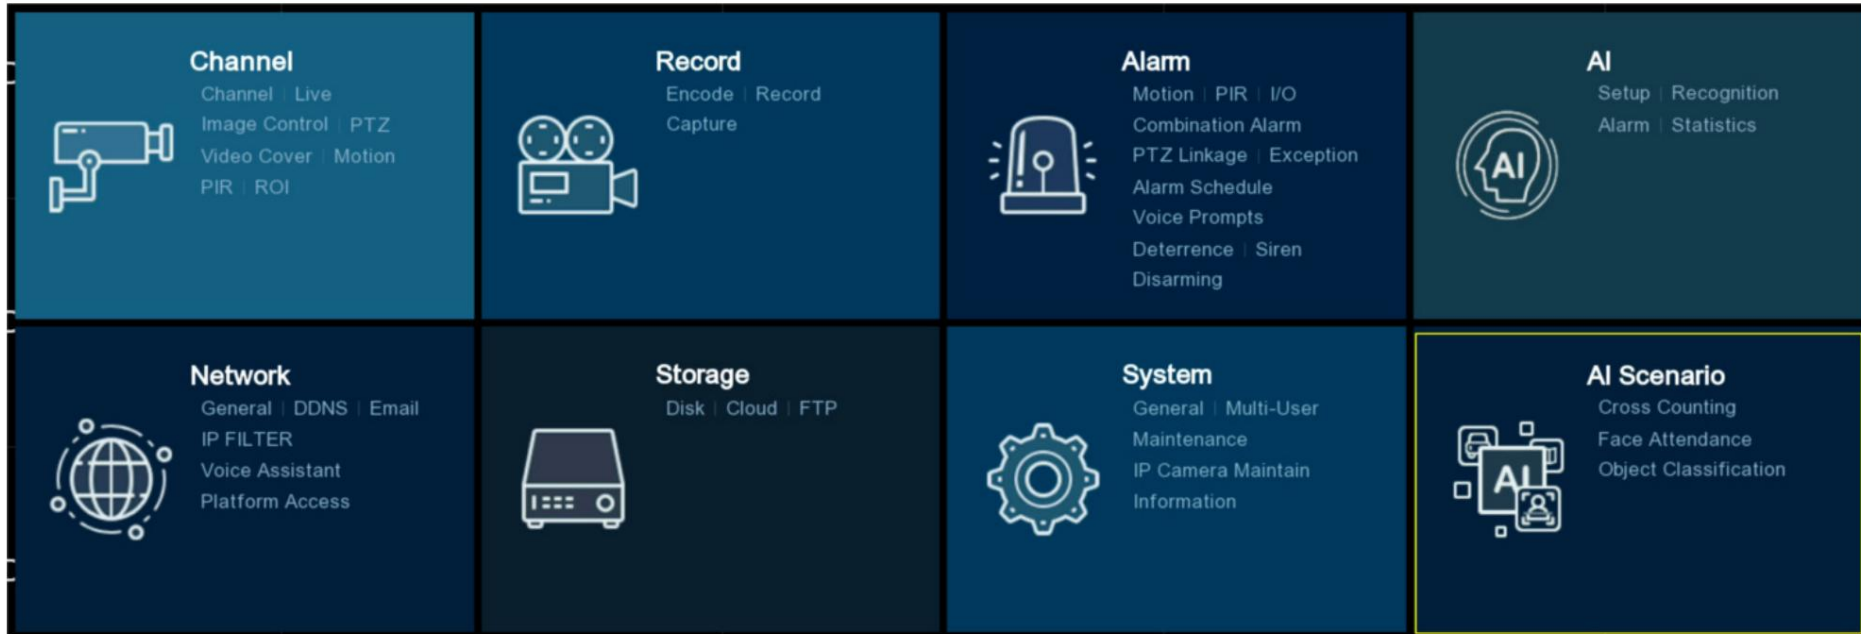 Channel
Channel | Live
Image Control | PTZ
Video Cover | Motion
PIR | ROI
Record
Encode | Record
Capture
Alarm
Motion | PIR | I/O
Combination Alarm
PTZ Linkage | Exception
Alarm Schedule
Voice Prompts
Deterrence | Siren
Disarming
AI
Setup | Recognition
Alarm | Statistics
AI
Network
General | DDNS | Email
IP FILTER
Voice Assistant
Platform Access
Storage
Disk | Cloud | FTP
System
General | Multi-User
Maintenance
IP Camera Maintain
Information
AI Scenario
Cross Counting
Face Attendance
Object Classification
AI